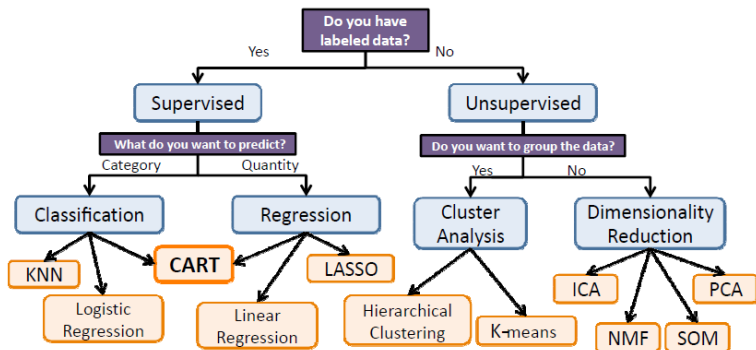 Do you have
labeled data?
Yes
No
Supervised
Unsupervised
What do you want to predict?
Do you want to group the data?
Category
Quantity
Yes
No
Classification
Regression
Cluster
Analysis
Dimensionality
Reduction
KNN
CART
LASSO
ICA
PCA
Logistic
Regression
Linear
Regression
Hierarchical
Clustering
K-means
NMF
SOM